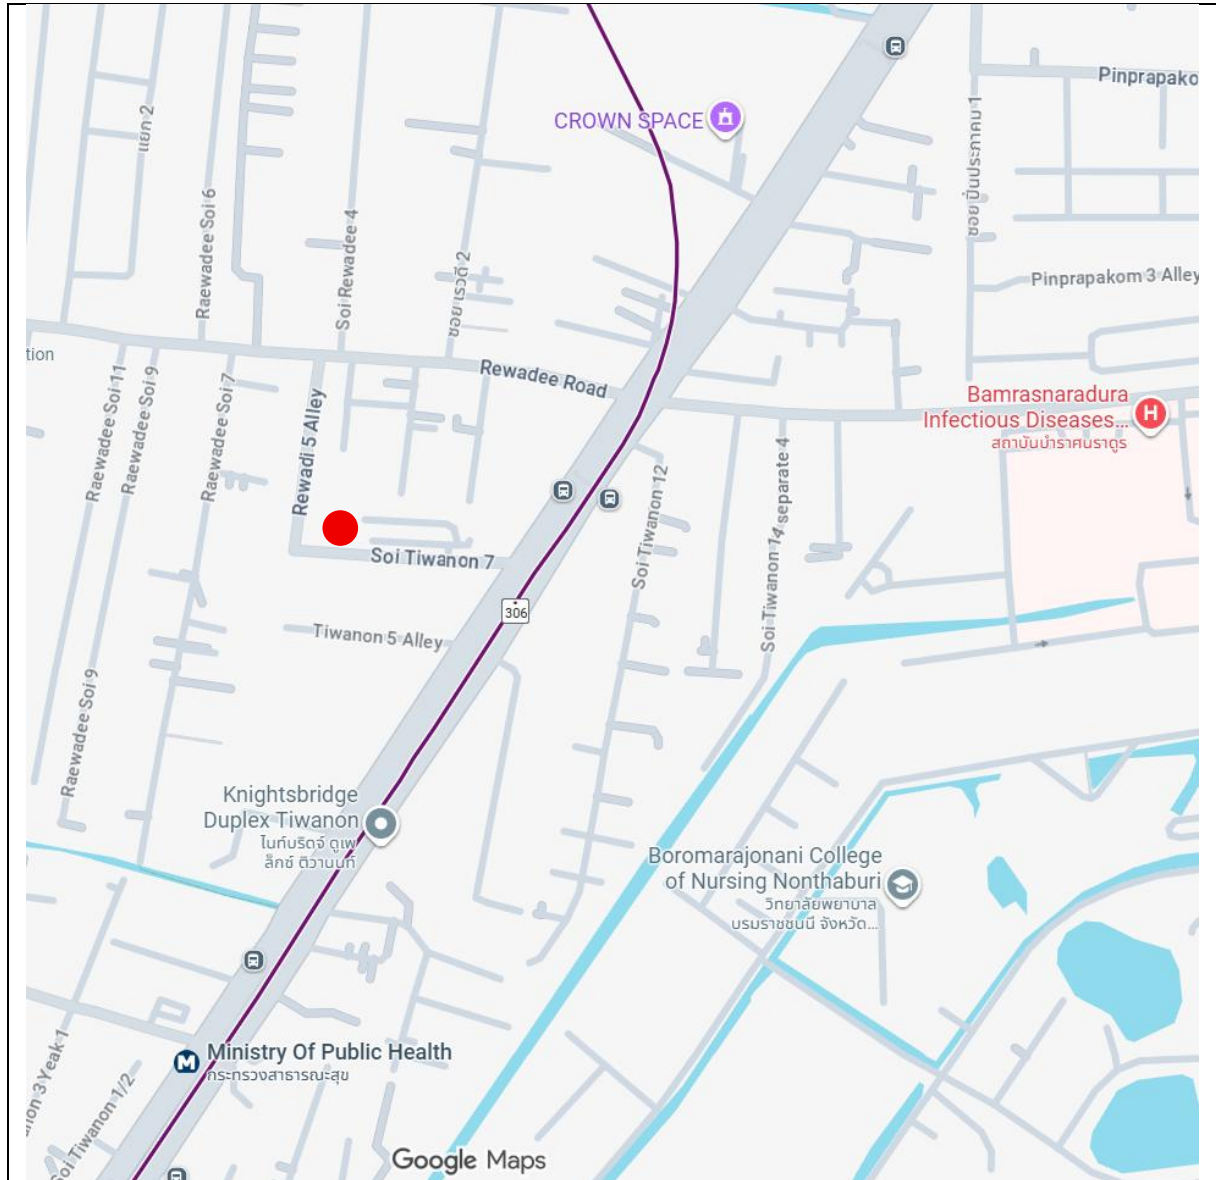 CROWN SPACE
Pinprapako
แยก 2
Raewadee Soi 6
Soi Rewadee 4
ซอย เรวดี 2
ซอย ปิ่นประภาคม 1
Pinprapakom 3 Alley
tion
Rewadee Road
Raewadee Soi 11
Raewadee Soi 9
Raewadee Soi 7
Rewadi 5 Alley
Bamrasnaradura
Infectious Diseases...
สถาบันบำราศนราดูร
H
Soi Tiwanon 12
Soi Tiwanon 14 separate 4
Soi Tiwanon 7
306
Tiwanon 5 Alley
Raewadee Soi 9
Knightsbridge
Duplex Tiwanon
ไนท์บริดจ์ ดูเพ
ล็กซ์ ติวานนท์
Boromarajonani College
of Nursing Nonthaburi
วิทยาลัยพยาบาล
บรมราชชนนี จังหวัด...
M
Ministry Of Public Health
กระทรวงสาธารณะสุข
anon 3 Yeak 1
Soi Tiwanon 1/2
Google Maps